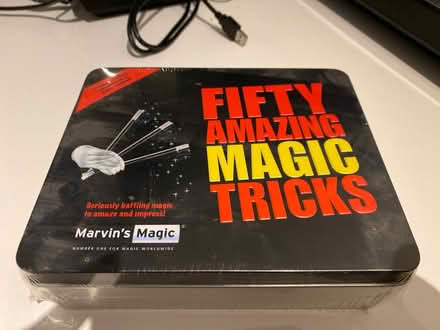 FIFTY
AMAZING
MAGIC
TRICKS
Seriously baffling magic
to amaze and impress!
Marvin's Magic
NUMBER ONE FOR MAGIC WORLDWIDE